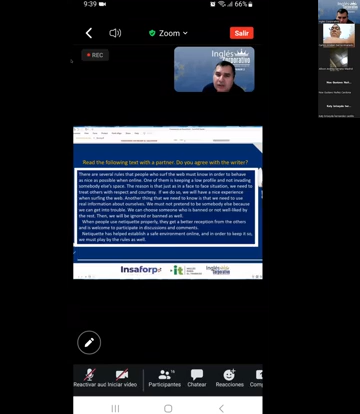 9:39
66%
Zoom
Salir
REC
Inglés
Corporativo
Read the following text with a partner. Do you agree with the writer?
There are several rules that people who surf the web must know in order to behave
as nice as possible when online. One of them is keeping a low profile and not invading
somebody else's space. The reason is that just as in a face to face situation, we need to
treat others with respect and courtesy. If we do so, we will have a nice experience
when surfing the web. Another thing that we need to know is that we need to use
real information about ourselves. We must not pretend to be somebody else because
we can get into trouble. We can choose someone who is banned or not well liked by
the rest. Then, we will be ignored or banned as well.
When people use netiquette properly, they get a better reception from the others
and is welcome to participate in discussions and comments.
Netiquette has helped establish a safe environment online, and in order to keep it so,
we must play by the rules as well.
Insaforp
it
Inglés
Corporativo
Reactivar aud
Iniciar video
16
Participantes
Chatear
Reacciones
Comp